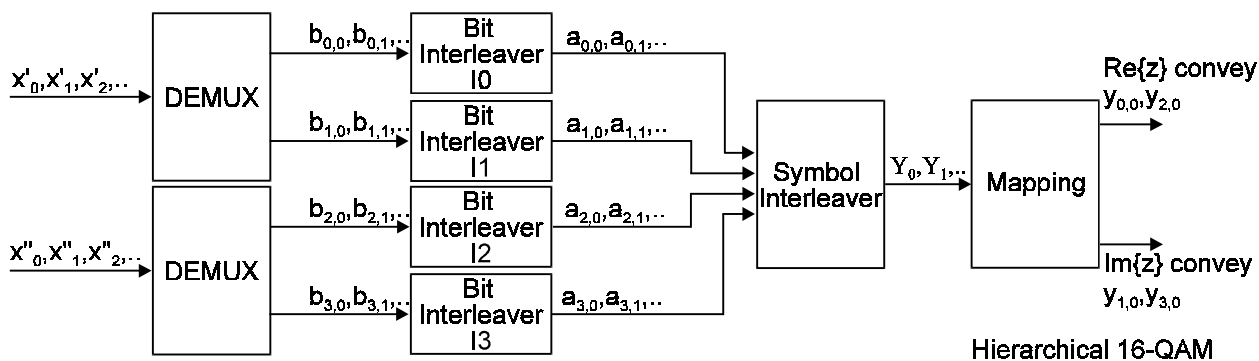 x'0,x'1,x'2,..
DEMUX
b0,0,b0,1,..
Bit
Interleaver
I0
a0,0,a0,1,..
b1,0,b1,1,..
Bit
Interleaver
I1
a1,0,a1,1,..
x"0,x"1,x"2,..
DEMUX
b2,0,b2,1,..
Bit
Interleaver
I2
a2,0,a2,1,..
b3,0,b3,1,..
Bit
Interleaver
I3
a3,0,a3,1,..
Symbol
Interleaver
Y0,Y1,..
Mapping
Re{z} convey
y0,0,y2,0
Im{z} convey
y1,0,y3,0
Hierarchical 16-QAM